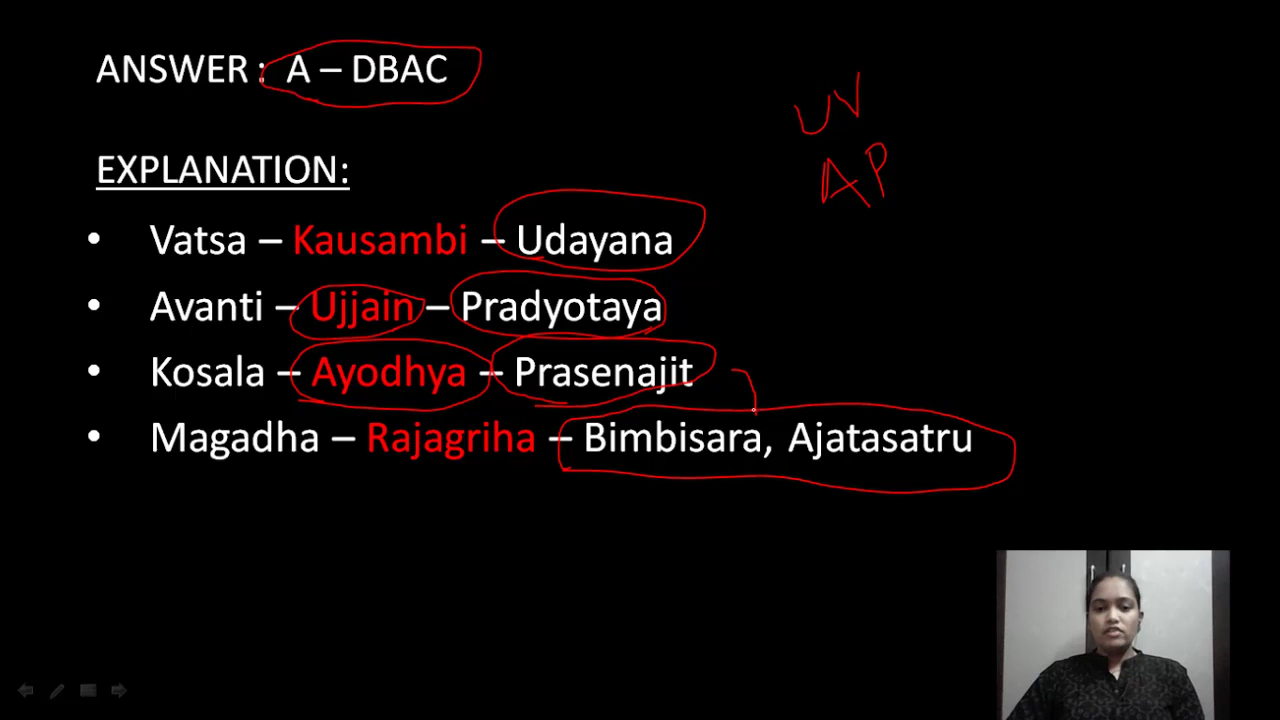 ANSWER : A – DBAC
UV
AP
EXPLANATION:
• Vatsa – Kausambi – Udayana
• Avanti – Ujjain – Pradyotaya
• Kosala – Ayodhya – Prasenajit
• Magadha – Rajagriha – Bimbisara, Ajatasatru